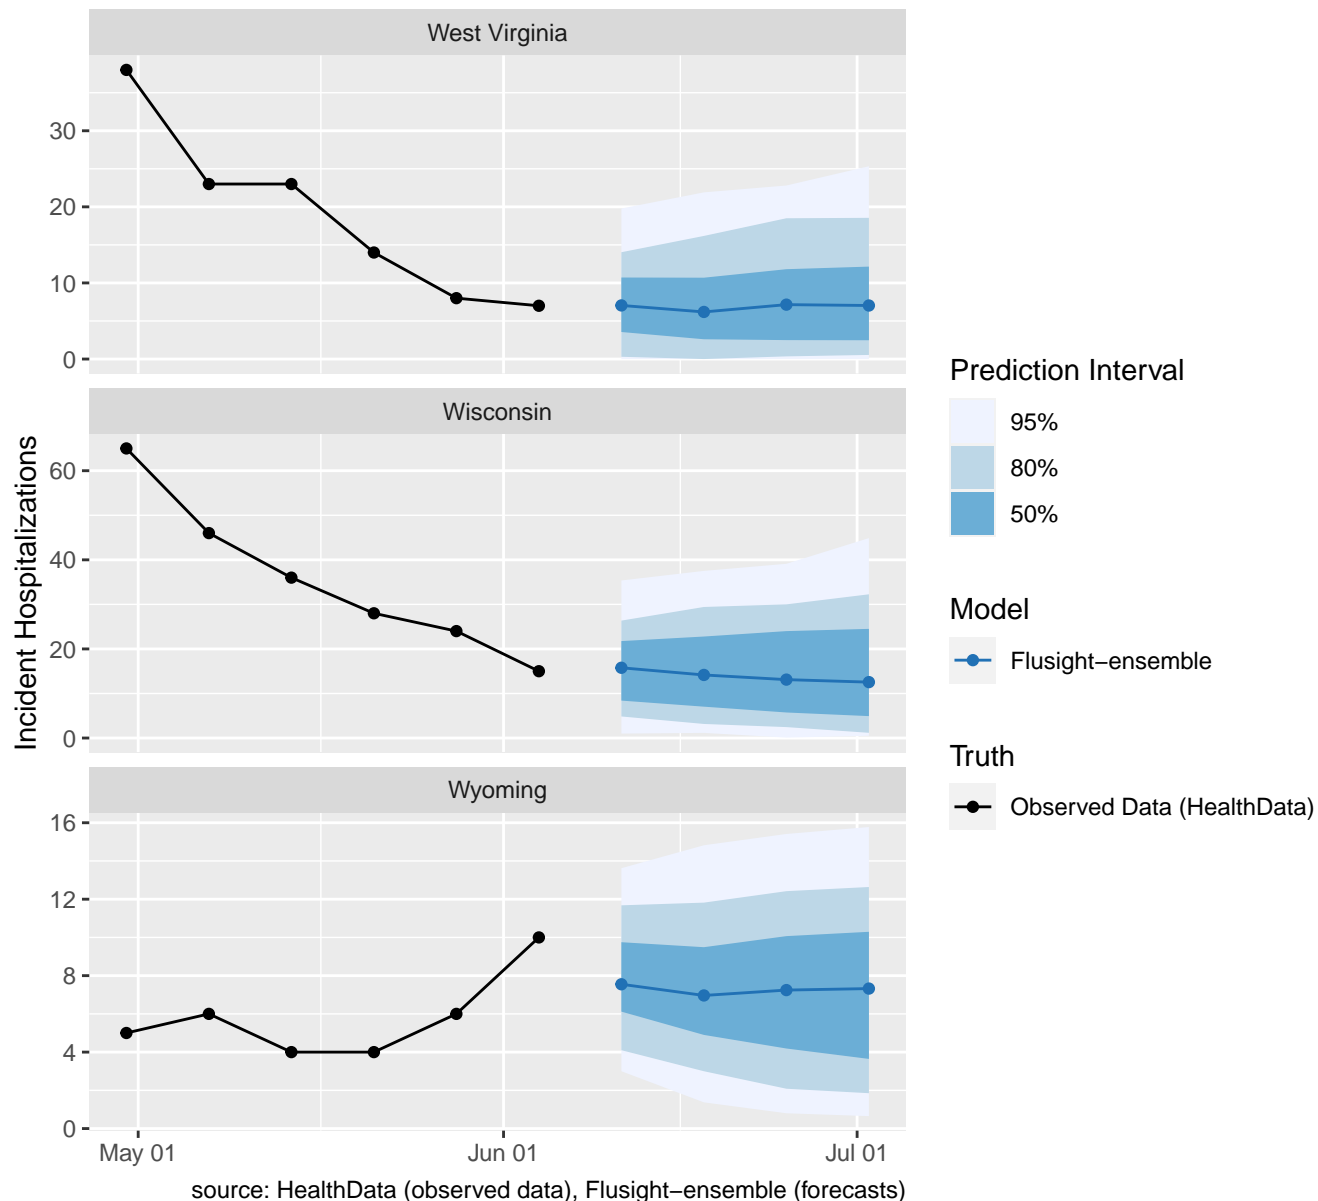 West Virginia
30
20
10
0
Wisconsin
60
40
20
0
Wyoming
16
12
8
4
0
May 01
Jun 01
Jul 01
Incident Hospitalizations
source: HealthData (observed data), Flusight−ensemble (forecasts)
Prediction Interval
95%
80%
50%
Model
Flusight−ensemble
Truth
Observed Data (HealthData)